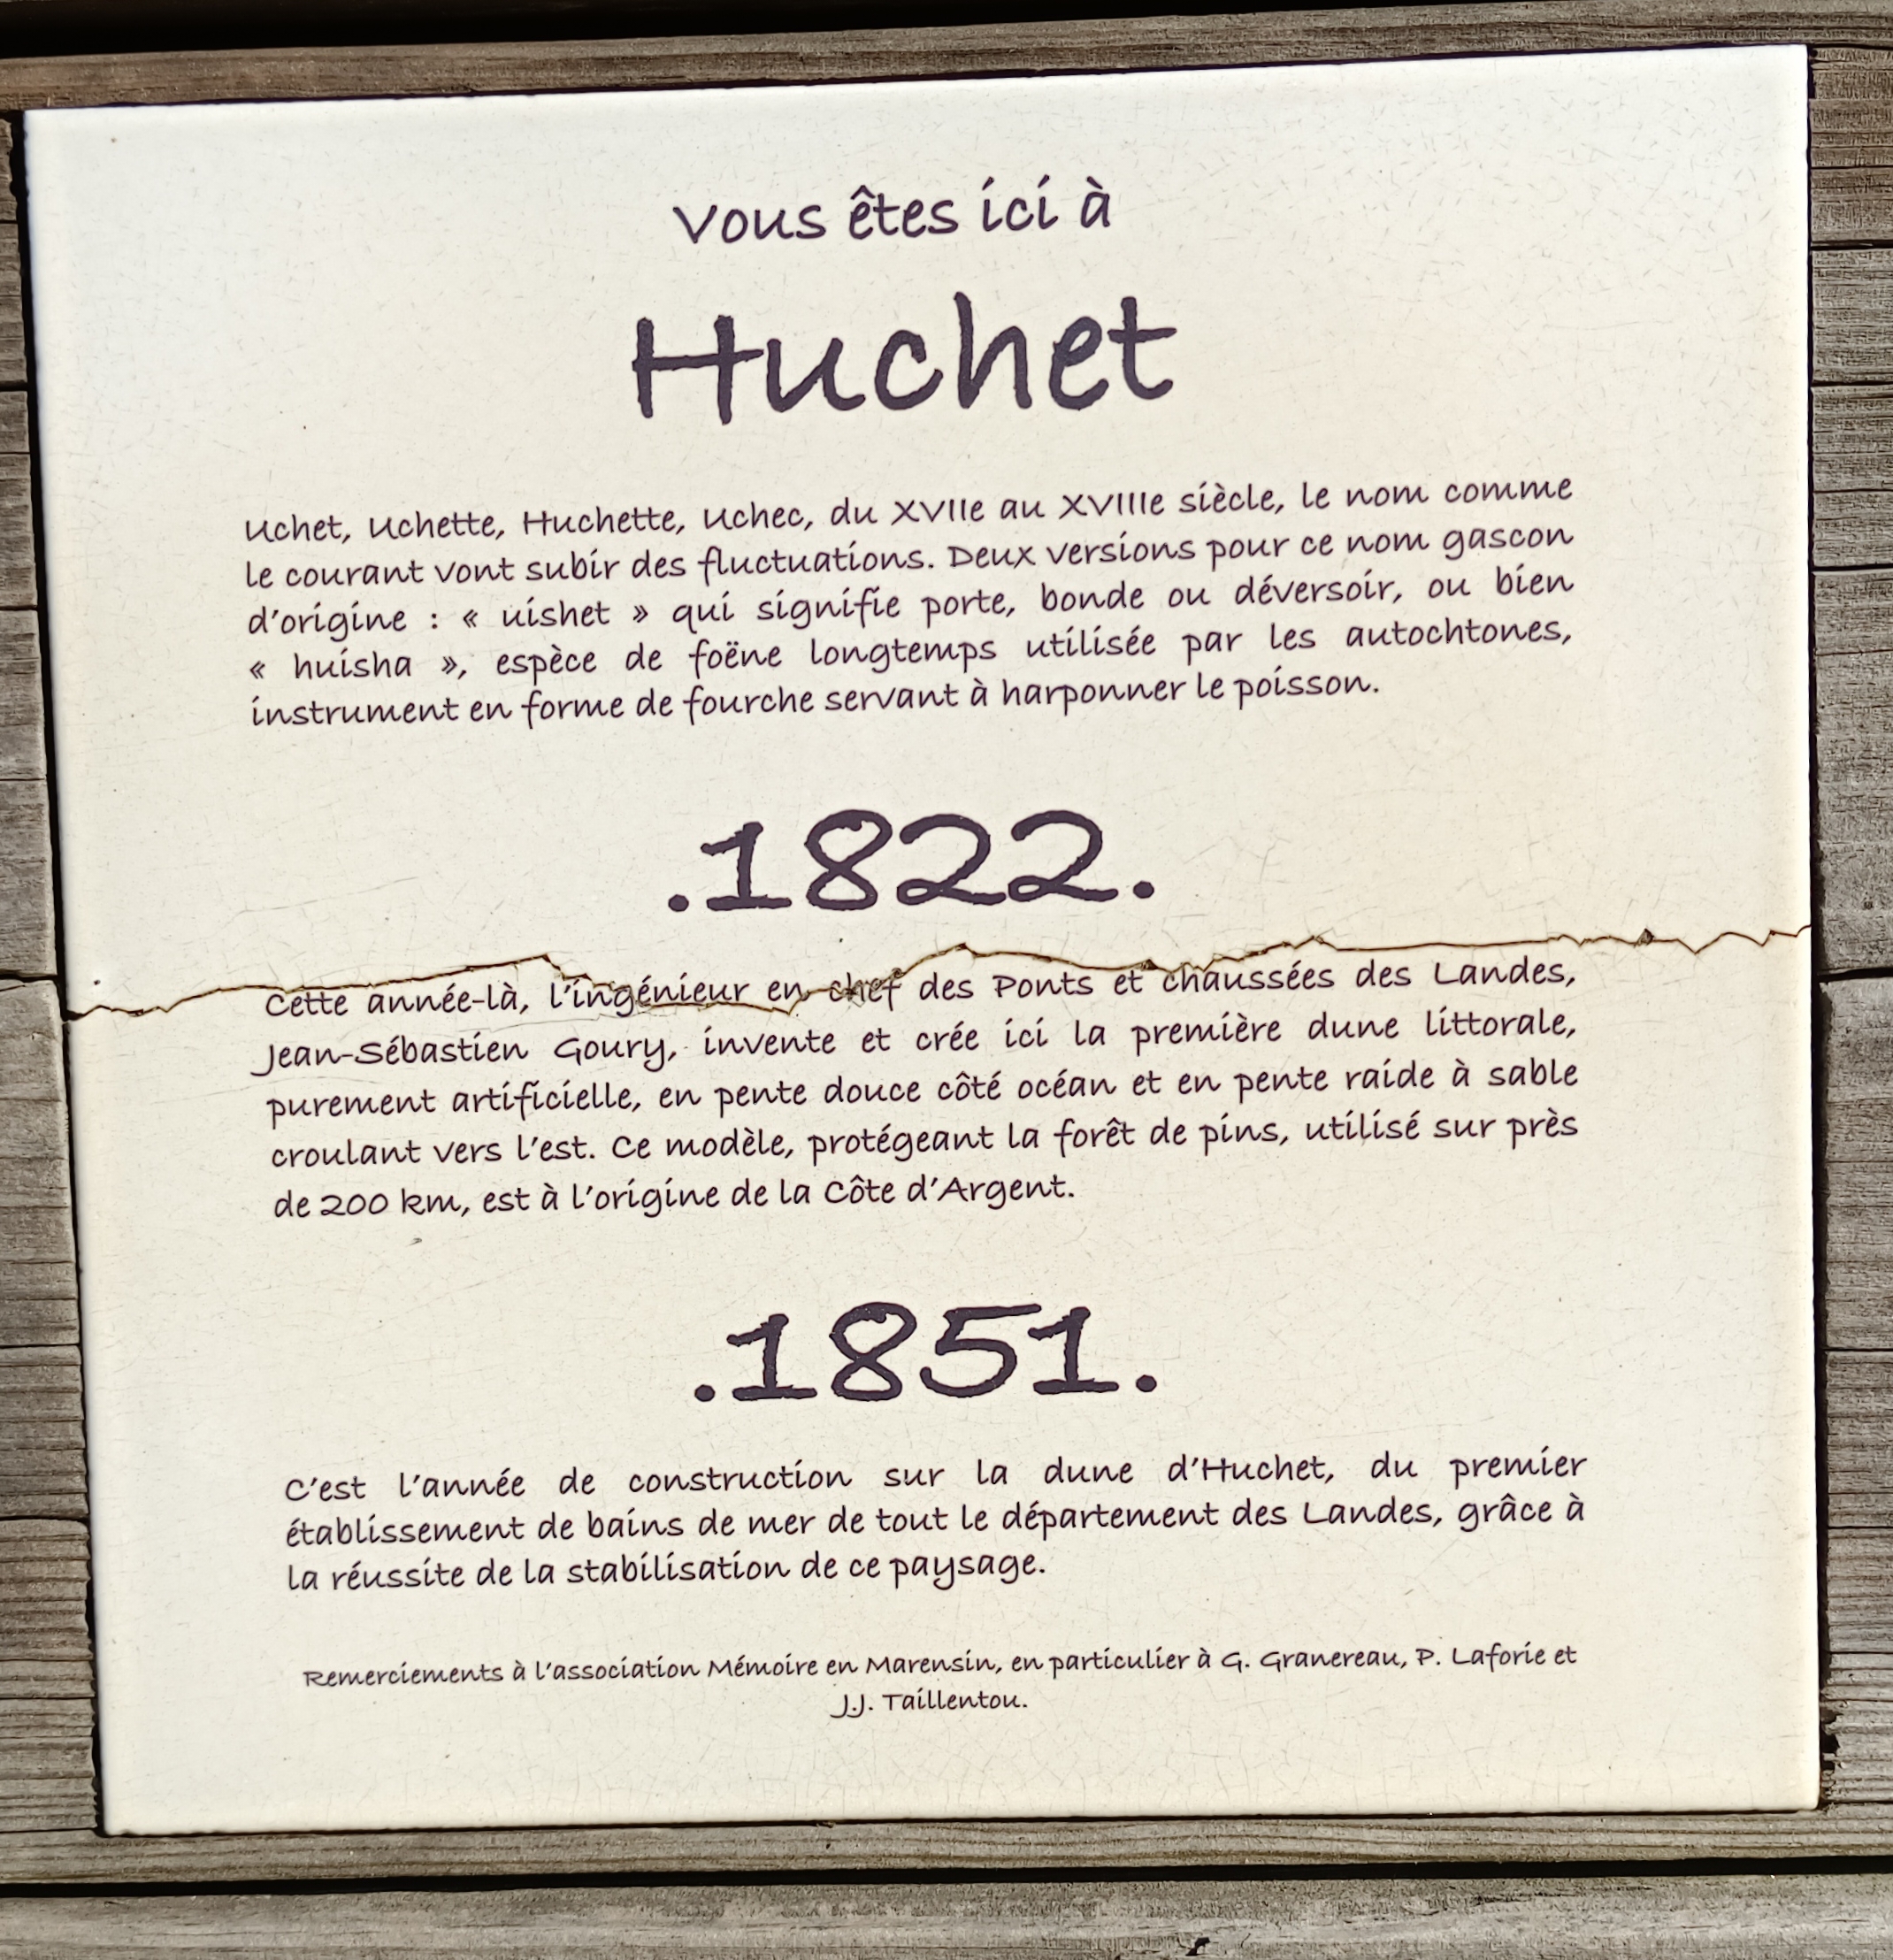 Vous êtes ici à
Huchet
Uchet, Uchette, Huchette, Uchec, du XVIIe au XVIIIe siècle, le nom comme
le courant vont subir des fluctuations. Deux versions pour ce nom gascon
d'origine : « uishet » qui signifie porte, bonde ou déversoir, ou bien
« huisha », espèce de foëne longtemps utilisée par les autochtones,
instrument en forme de fourche servant à harponner le poisson.
.1822.
Cette année-là, l'ingénieur en chef des Ponts et chaussées des Landes,
Jean-Sébastien Goury, invente et crée ici la première dune littorale,
purement artificielle, en pente douce côté océan et en pente raide à sable
croulant vers l'est. Ce modèle, protégeant la forêt de pins, utilisé sur près
de 200 km, est à l'origine de la Côte d'Argent.
.1851.
C'est l'année de construction sur la dune d'Huchet, du premier
établissement de bains de mer de tout le département des Landes, grâce à
la réussite de la stabilisation de ce paysage.
Remerciements à l'association Mémoire en Marensin, en particulier à G. Granereau, P. Laforie et
J.J. Taillentou.